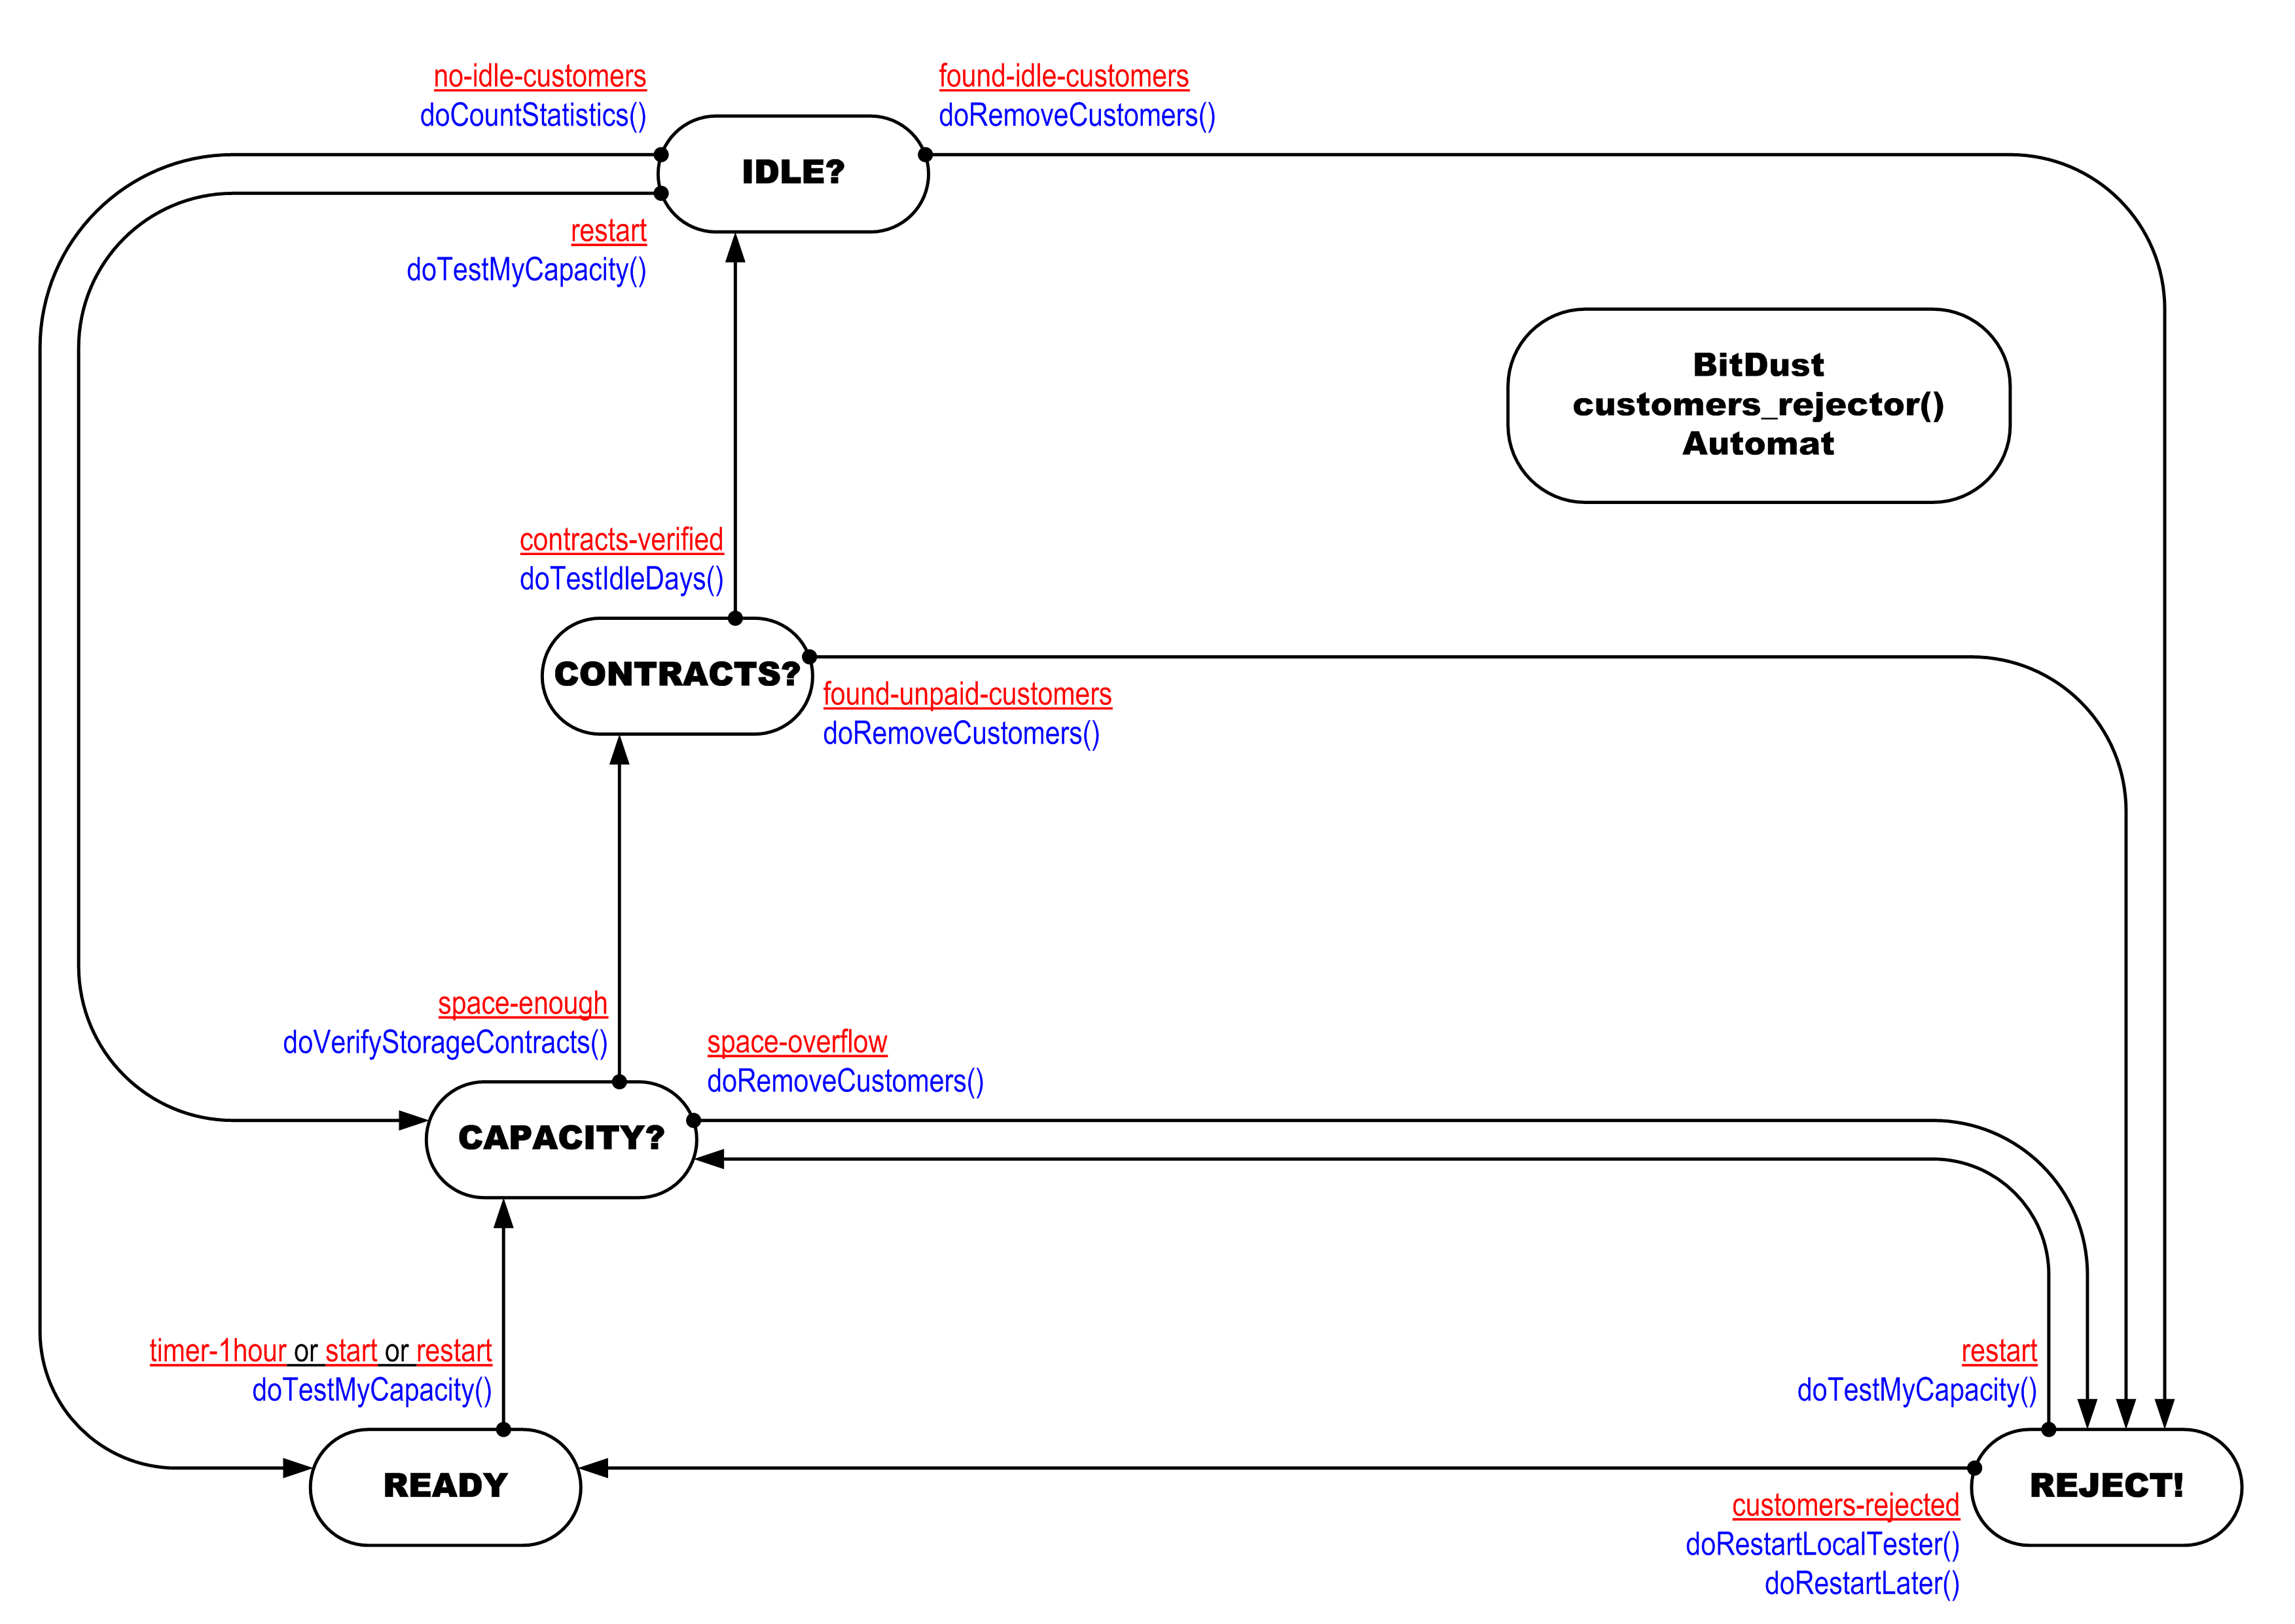 no-idle-customers
doCountStatistics()
found-idle-customers
doRemoveCustomers()
IDLE?
restart
doTestMyCapacity()
BitDust
customers_rejector()
Automat
contracts-verified
doTestIdleDays()
CONTRACTS?
found-unpaid-customers
doRemoveCustomers()
space-enough
doVerifyStorageContracts()
space-overflow
doRemoveCustomers()
CAPACITY?
timer-1hour or start or restart
doTestMyCapacity()
restart
doTestMyCapacity()
READY
REJECT!
customers-rejected
doRestartLocalTester()
doRestartLater()